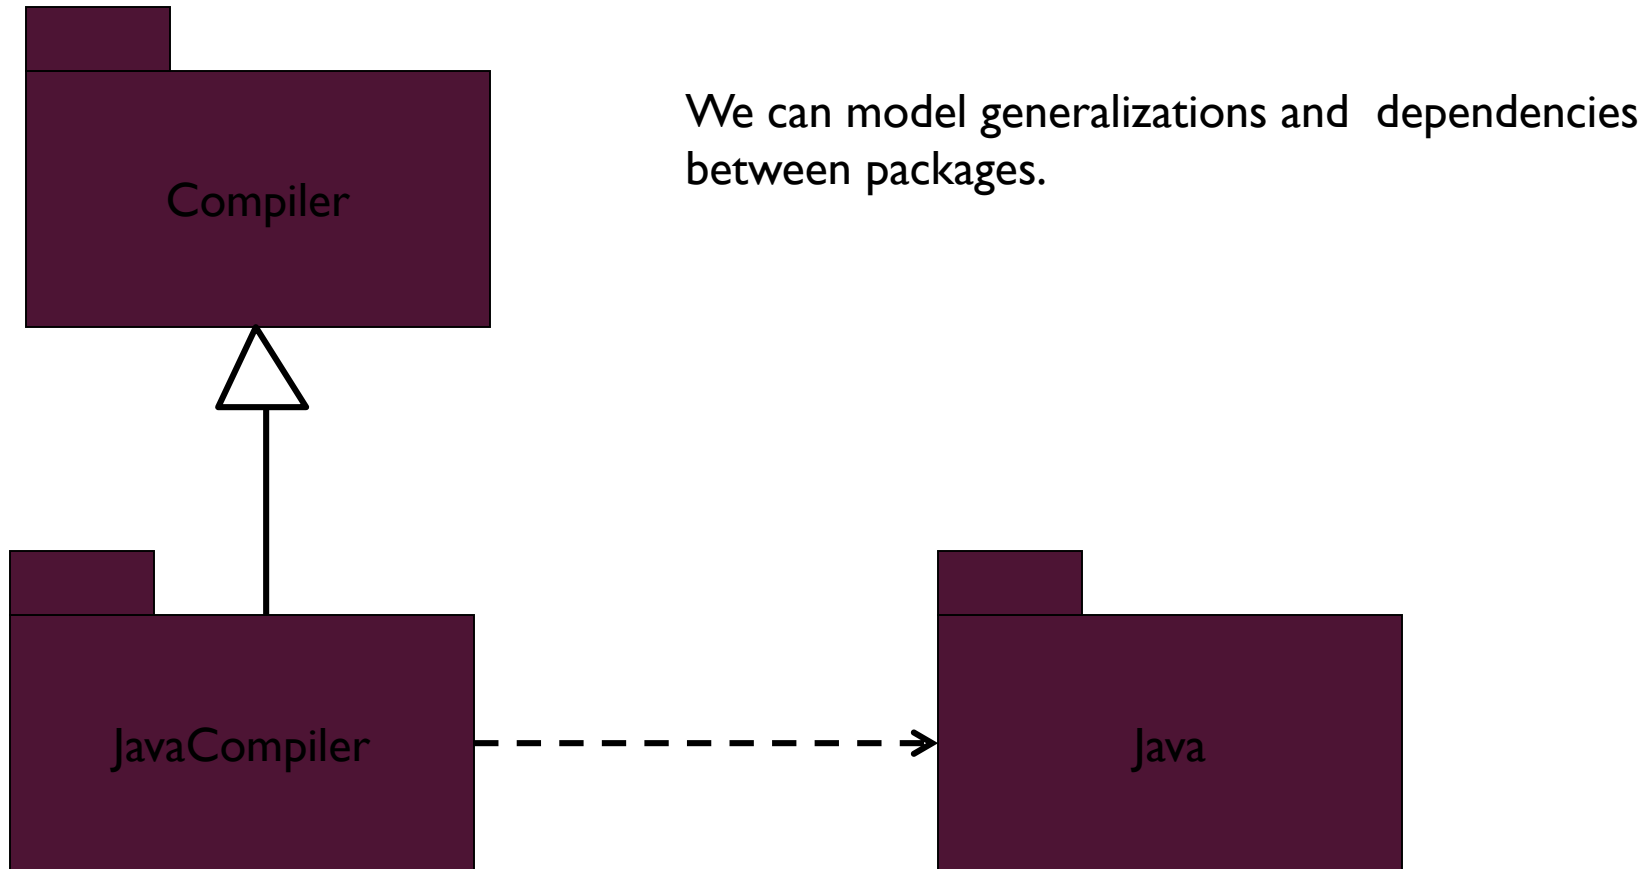 We can model generalizations and  dependencies
between packages.
Compiler
JavaCompiler
Java